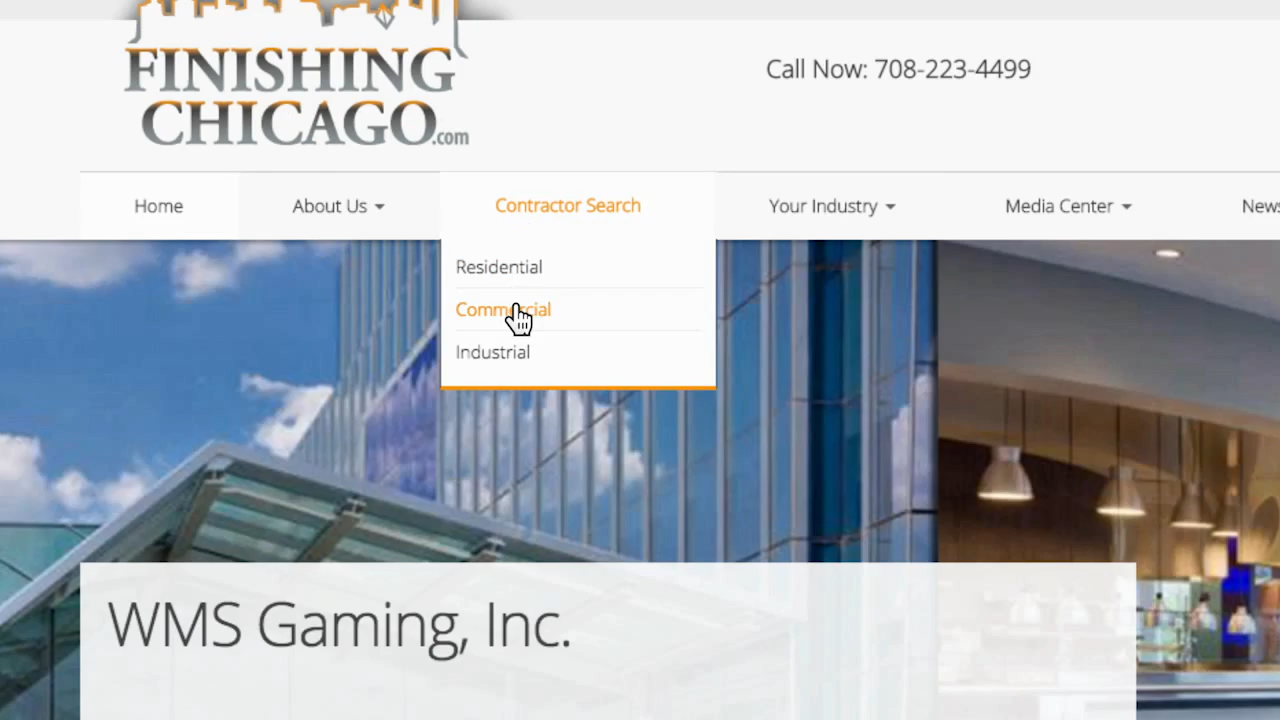 FINISHING
CHICAGO.com
Call Now: 708-223-4499
Home
About Us
Contractor Search
Your Industry
Media Center
Residential
Commercial
Industrial
WMS Gaming, Inc.